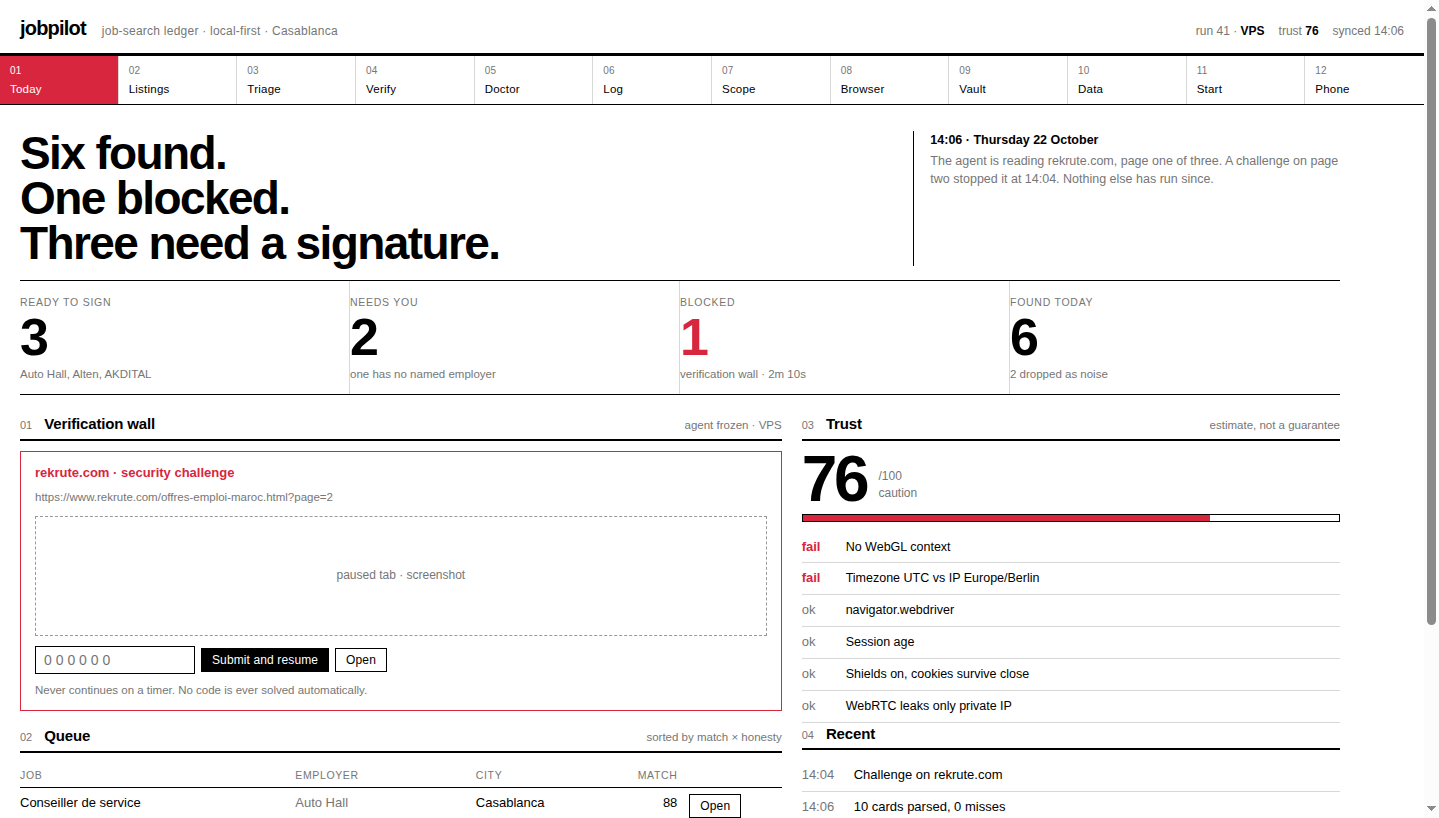 jobpilot job-search ledger · local-first · Casablanca run 41 · VPS trust 76 synced 14:06
01 02 03 04 05 06 07 08 09 10 11 12
Today Listings Triage Verify Doctor Log Scope Browser Vault Data Start Phone
Six found.
One blocked.
Three need a signature.
14:06 · Thursday 22 October
The agent is reading rekrute.com, page one of three. A challenge on page
two stopped it at 14:04. Nothing else has run since.
READY TO SIGN
3
Auto Hall, Alten, AKDITAL
NEEDS YOU
2
one has no named employer
BLOCKED
1
verification wall · 2m 10s
FOUND TODAY
6
2 dropped as noise
01 Verification wall agent frozen · VPS
rekrute.com · security challenge
https://www.rekrute.com/offres-emploi-maroc.html?page=2
paused tab · screenshot
000000 Submit and resume Open
Never continues on a timer. No code is ever solved automatically.
02 Queue sorted by match × honesty
JOB EMPLOYER CITY MATCH
Conseiller de service Auto Hall Casablanca 88 Open
03 Trust estimate, not a guarantee
76 /100
caution
fail No WebGL context
fail Timezone UTC vs IP Europe/Berlin
ok navigator.webdriver
ok Session age
ok Shields on, cookies survive close
ok WebRTC leaks only private IP
04 Recent
14:04 Challenge on rekrute.com
14:06 10 cards parsed, 0 misses